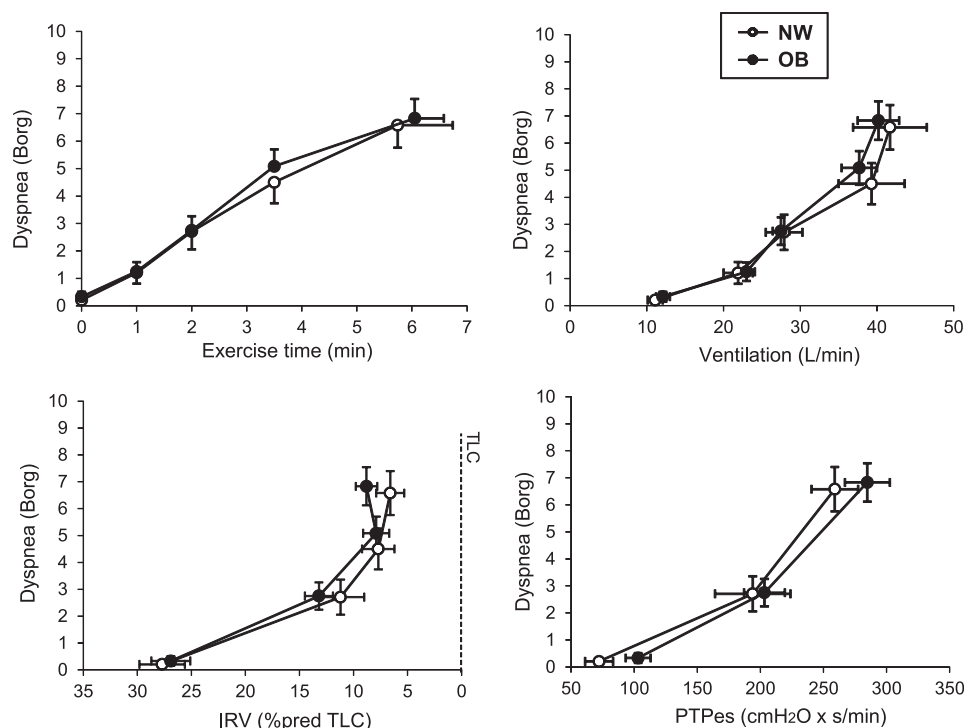 10
9
8
7
6
5
4
3
2
1
0
Dyspnea (Borg)
0 1 2 3 4 5 6 7
Exercise time (min)
NW
OB
10
9
8
7
6
5
4
3
2
1
0
Dyspnea (Borg)
0 10 20 30 40 50
Ventilation (L/min)
10
9
8
7
6
5
4
3
2
1
0
Dyspnea (Borg)
TLC
35 30 25 20 15 10 5 0
IRV (%pred TLC)
10
9
8
7
6
5
4
3
2
1
0
Dyspnea (Borg)
50 100 150 200 250 300 350
PTPes (cmH2O x s/min)